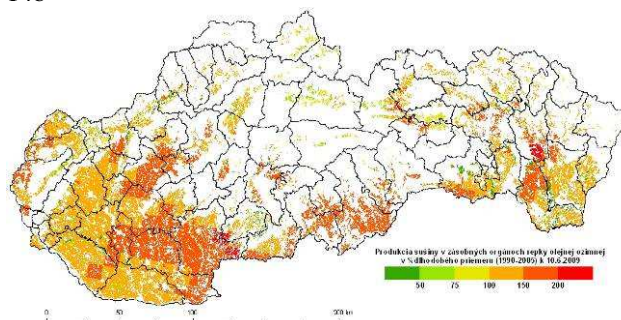 Produkcia sušiny v zásobných orgánoch repky olejnej ozimnej
v % dlhodobého priemeru (1990-2005) k 10.6.2009
50 75 100 150 200
0 50 100 200 km